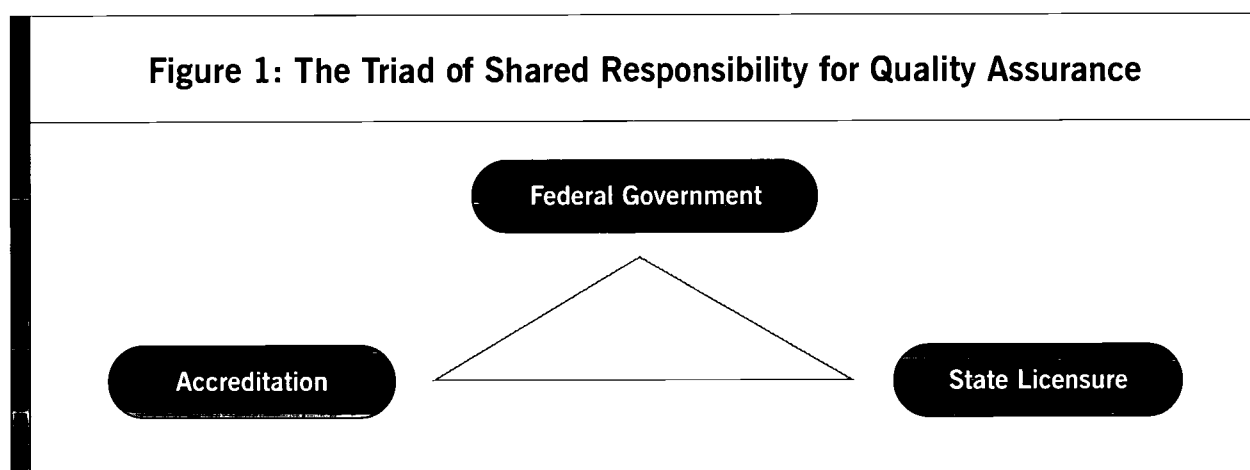 Figure 1: The Triad of Shared Responsibility for Quality Assurance
Federal Government
Accreditation
State Licensure